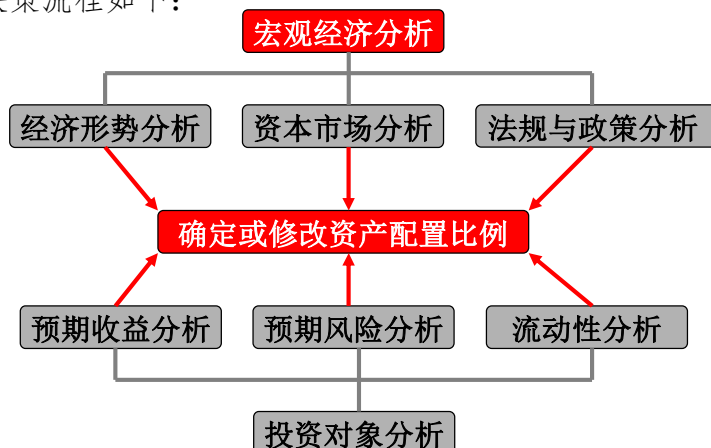 策流程如下：
宏观经济分析
经济形势分析 资本市场分析 法规与政策分析
确定或修改资产配置比例
预期收益分析 预期风险分析 流动性分析
投资对象分析